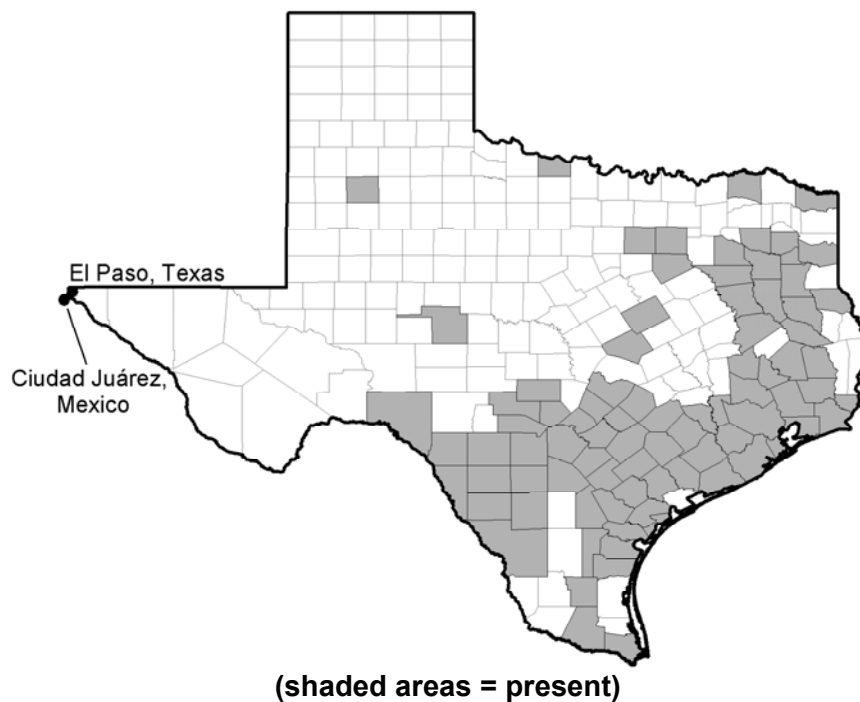 El Paso, Texas
Ciudad Juárez,
Mexico
(shaded areas = present)